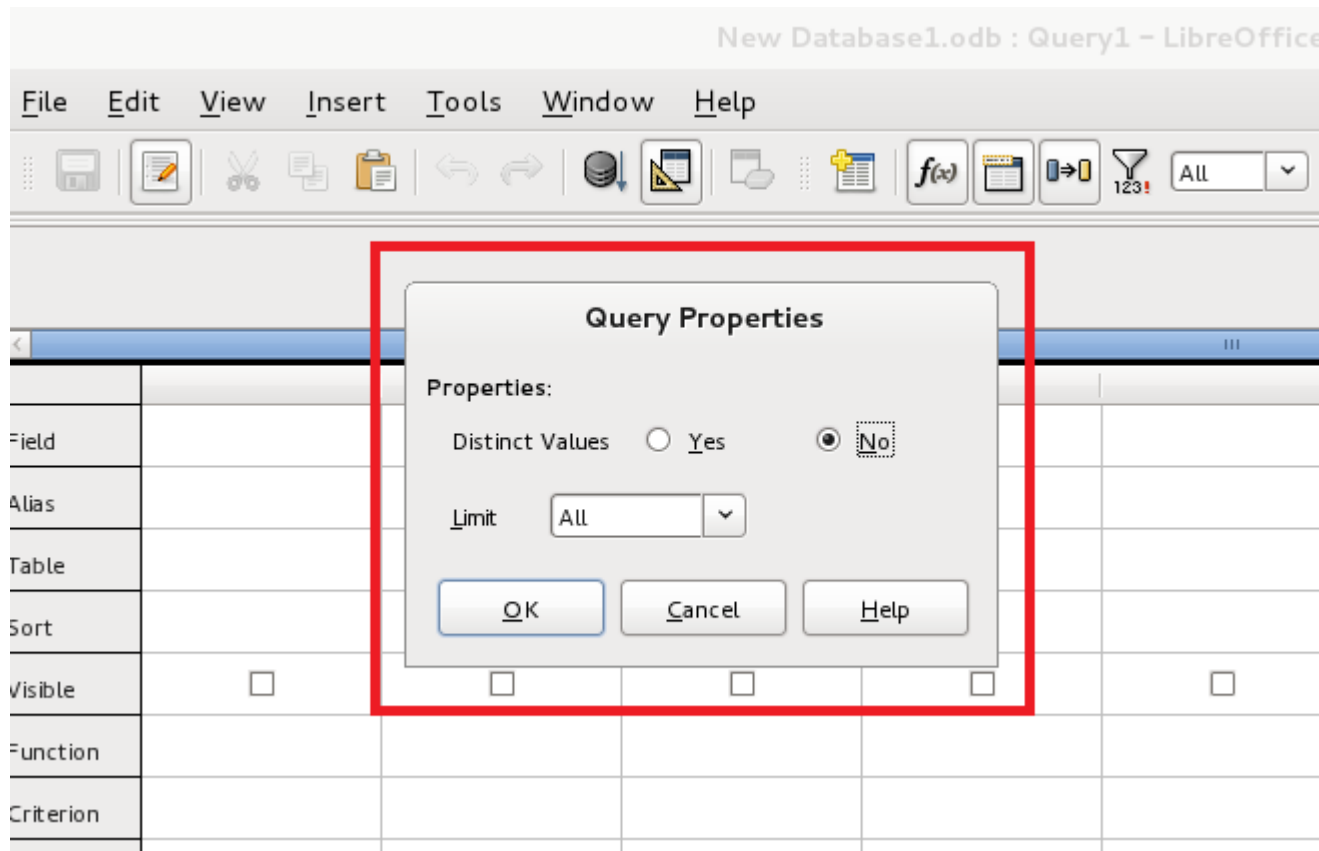 New Database1.odb : Query1 – LibreOffice
File Edit View Insert Tools Window Help
f(x) 123! All
Query Properties
Properties:
Distinct Values Yes No
Limit All
OK Cancel Help
Field
Alias
Table
Sort
Visible
Function
Criterion